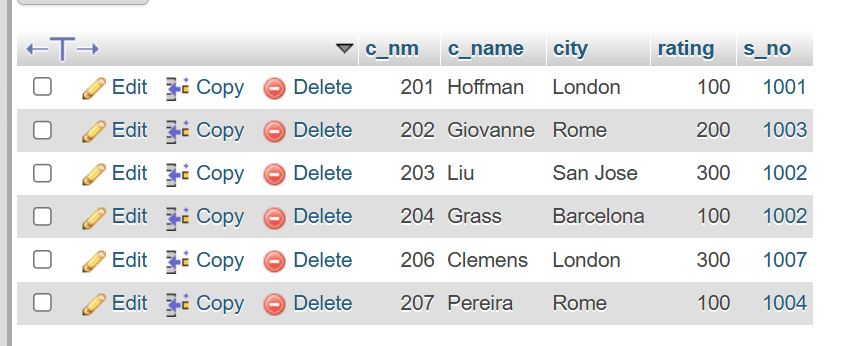 c_nm c_name city rating s_no
Edit Copy Delete 201 Hoffman London 100 1001
Edit Copy Delete 202 Giovanne Rome 200 1003
Edit Copy Delete 203 Liu San Jose 300 1002
Edit Copy Delete 204 Grass Barcelona 100 1002
Edit Copy Delete 206 Clemens London 300 1007
Edit Copy Delete 207 Pereira Rome 100 1004